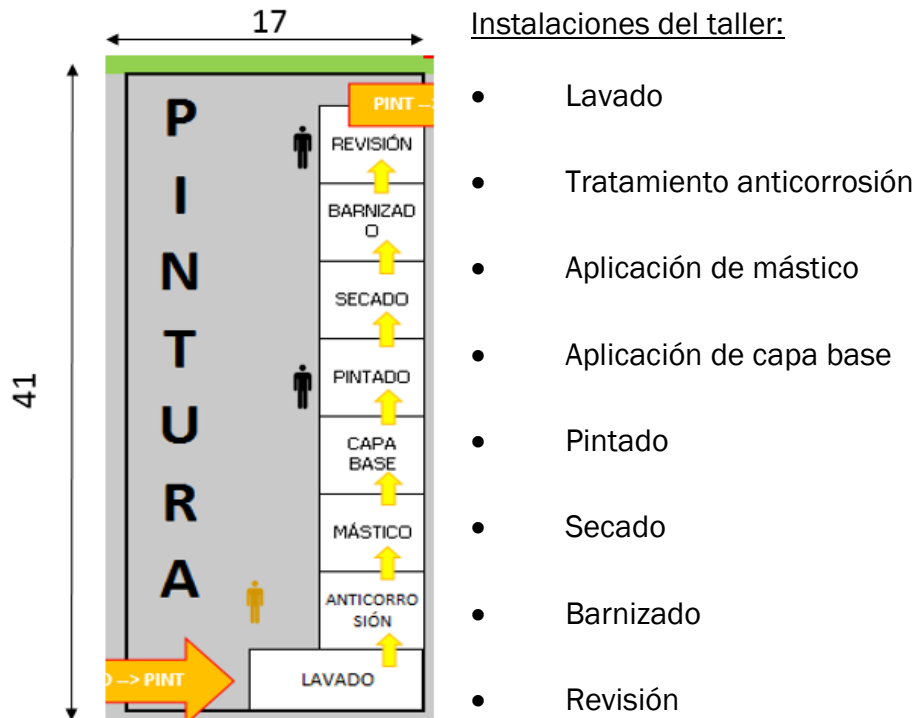 17
41
PINTURA
PINT --
REVISIÓN
BARNIZAD
O
SECADO
PINTADO
CAPA
BASE
MÁSTICO
ANTICORRO
SIÓN
LAVADO
--> PINT
Instalaciones del taller:
• Lavado
• Tratamiento anticorrosión
• Aplicación de mástico
• Aplicación de capa base
• Pintado
• Secado
• Barnizado
• Revisión